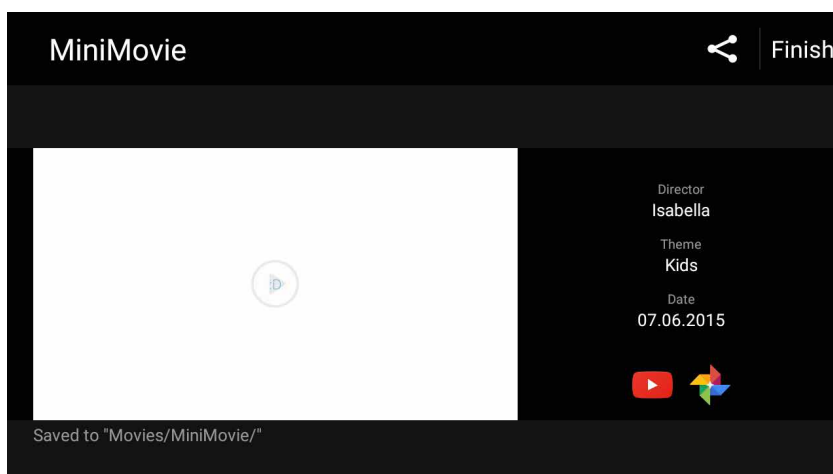 MiniMovie
Finish
Director
Isabella
Theme
Kids
Date
07.06.2015
D
Saved to "Movies/MiniMovie/"